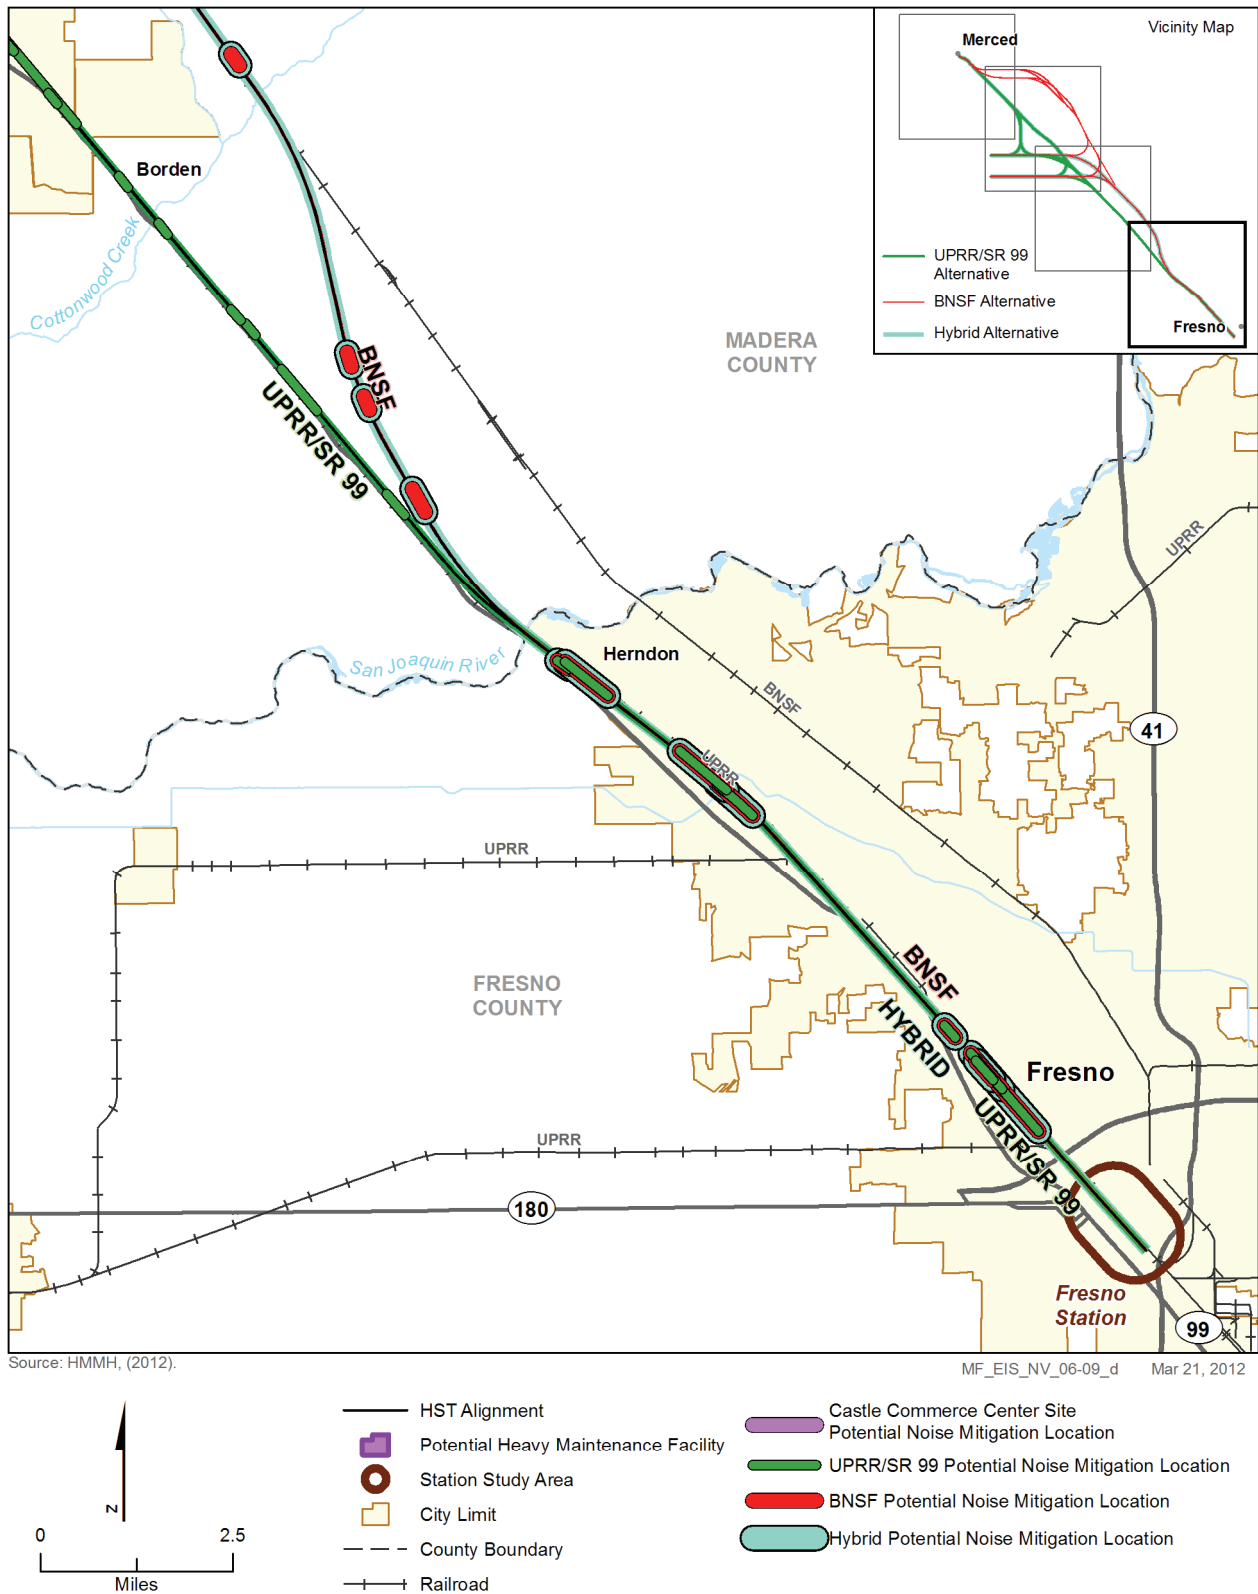 Vicinity Map
Merced
UPRR/SR 99
Alternative
BNSF Alternative
Hybrid Alternative
Fresno
Borden
Cottonwood Creek
MADERA
COUNTY
BNSF
UPRR/SR 99
UPRR
San Joaquin River
Herndon
BNSF
41
UPRR
UPRR
FRESNO
COUNTY
BNSF
HYBRID
Fresno
UPRR/SR 99
UPRR
180
Fresno
Station
99
Source: HMMH, (2012).
MF_EIS_NV_06-09_d
Mar 21, 2012
N
0
2.5
Miles
HST Alignment
Potential Heavy Maintenance Facility
Station Study Area
City Limit
County Boundary
Railroad
Castle Commerce Center Site
Potential Noise Mitigation Location
UPRR/SR 99 Potential Noise Mitigation Location
BNSF Potential Noise Mitigation Location
Hybrid Potential Noise Mitigation Location